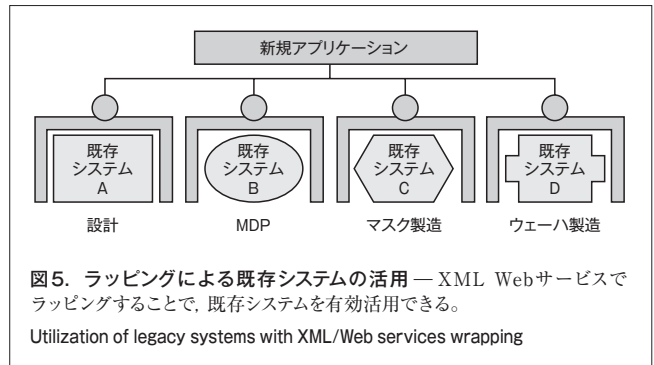 新規アプリケーション
既存
システム
A
既存
システム
B
既存
システム
C
既存
システム
D
設計
MDP
マスク製造
ウェーハ製造
図5. ラッピングによる既存システムの活用 — XML Webサービスで
ラッピングすることで, 既存システムを有効活用できる。
Utilization of legacy systems with XML/Web services wrapping